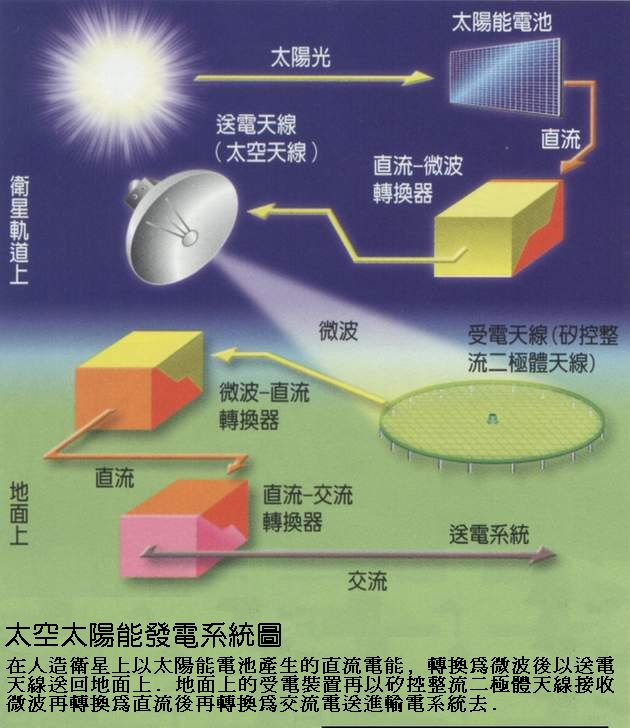 太陽能電池
太陽光
送電天線
（太空天線）
直流
直流-微波
轉換器
衛星軌道上
微波
受電天線(矽控整
流二極體天線)
微波-直流
轉換器
直流
地面上
直流-交流
轉換器
送電系統
交流
太空太陽能發電系統圖
在人造衛星上以太陽能電池產生的直流電能，轉換爲微波後以送電
天線送回地面上．地面上的受電裝置再以矽控整流二極體天線接收
微波再轉換爲直流後再轉換爲交流電送進輸電系統去．